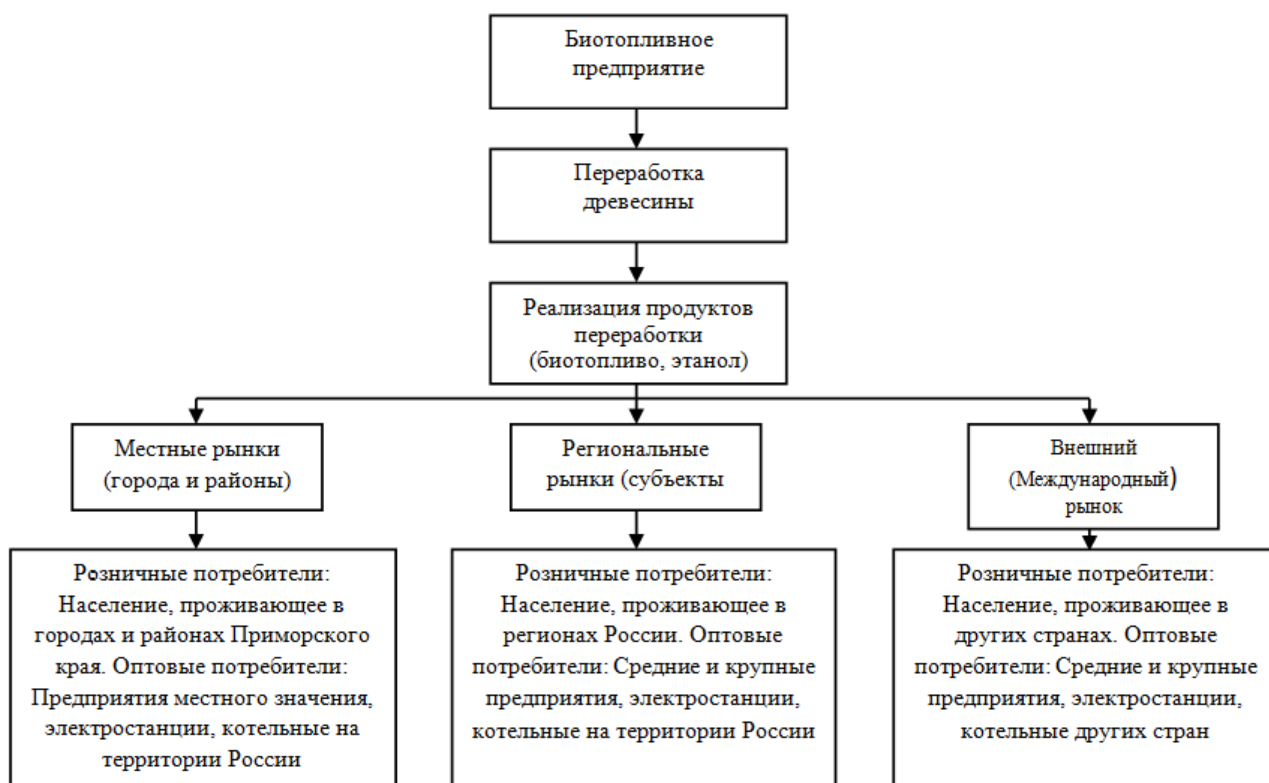 Биотопливное
предприятие
Переработка
древесины
Реализация продуктов
переработки
(биотопливо, этанол)
Местные рынки
(города и районы)
Региональные
рынки (субъекты
Внешний
(Международный)
рынок
Розничные потребители:
Население, проживающее в
городах и районах Приморского
края. Оптовые потребители:
Предприятия местного значения,
электростанции, котельные на
территории России
Розничные потребители:
Население, проживающее в
регионах России. Оптовые
потребители: Средние и крупные
предприятия, электростанции,
котельные на территории России
Розничные потребители:
Население, проживающее в
других странах. Оптовые
потребители: Средние и крупные
предприятия, электростанции,
котельные других стран